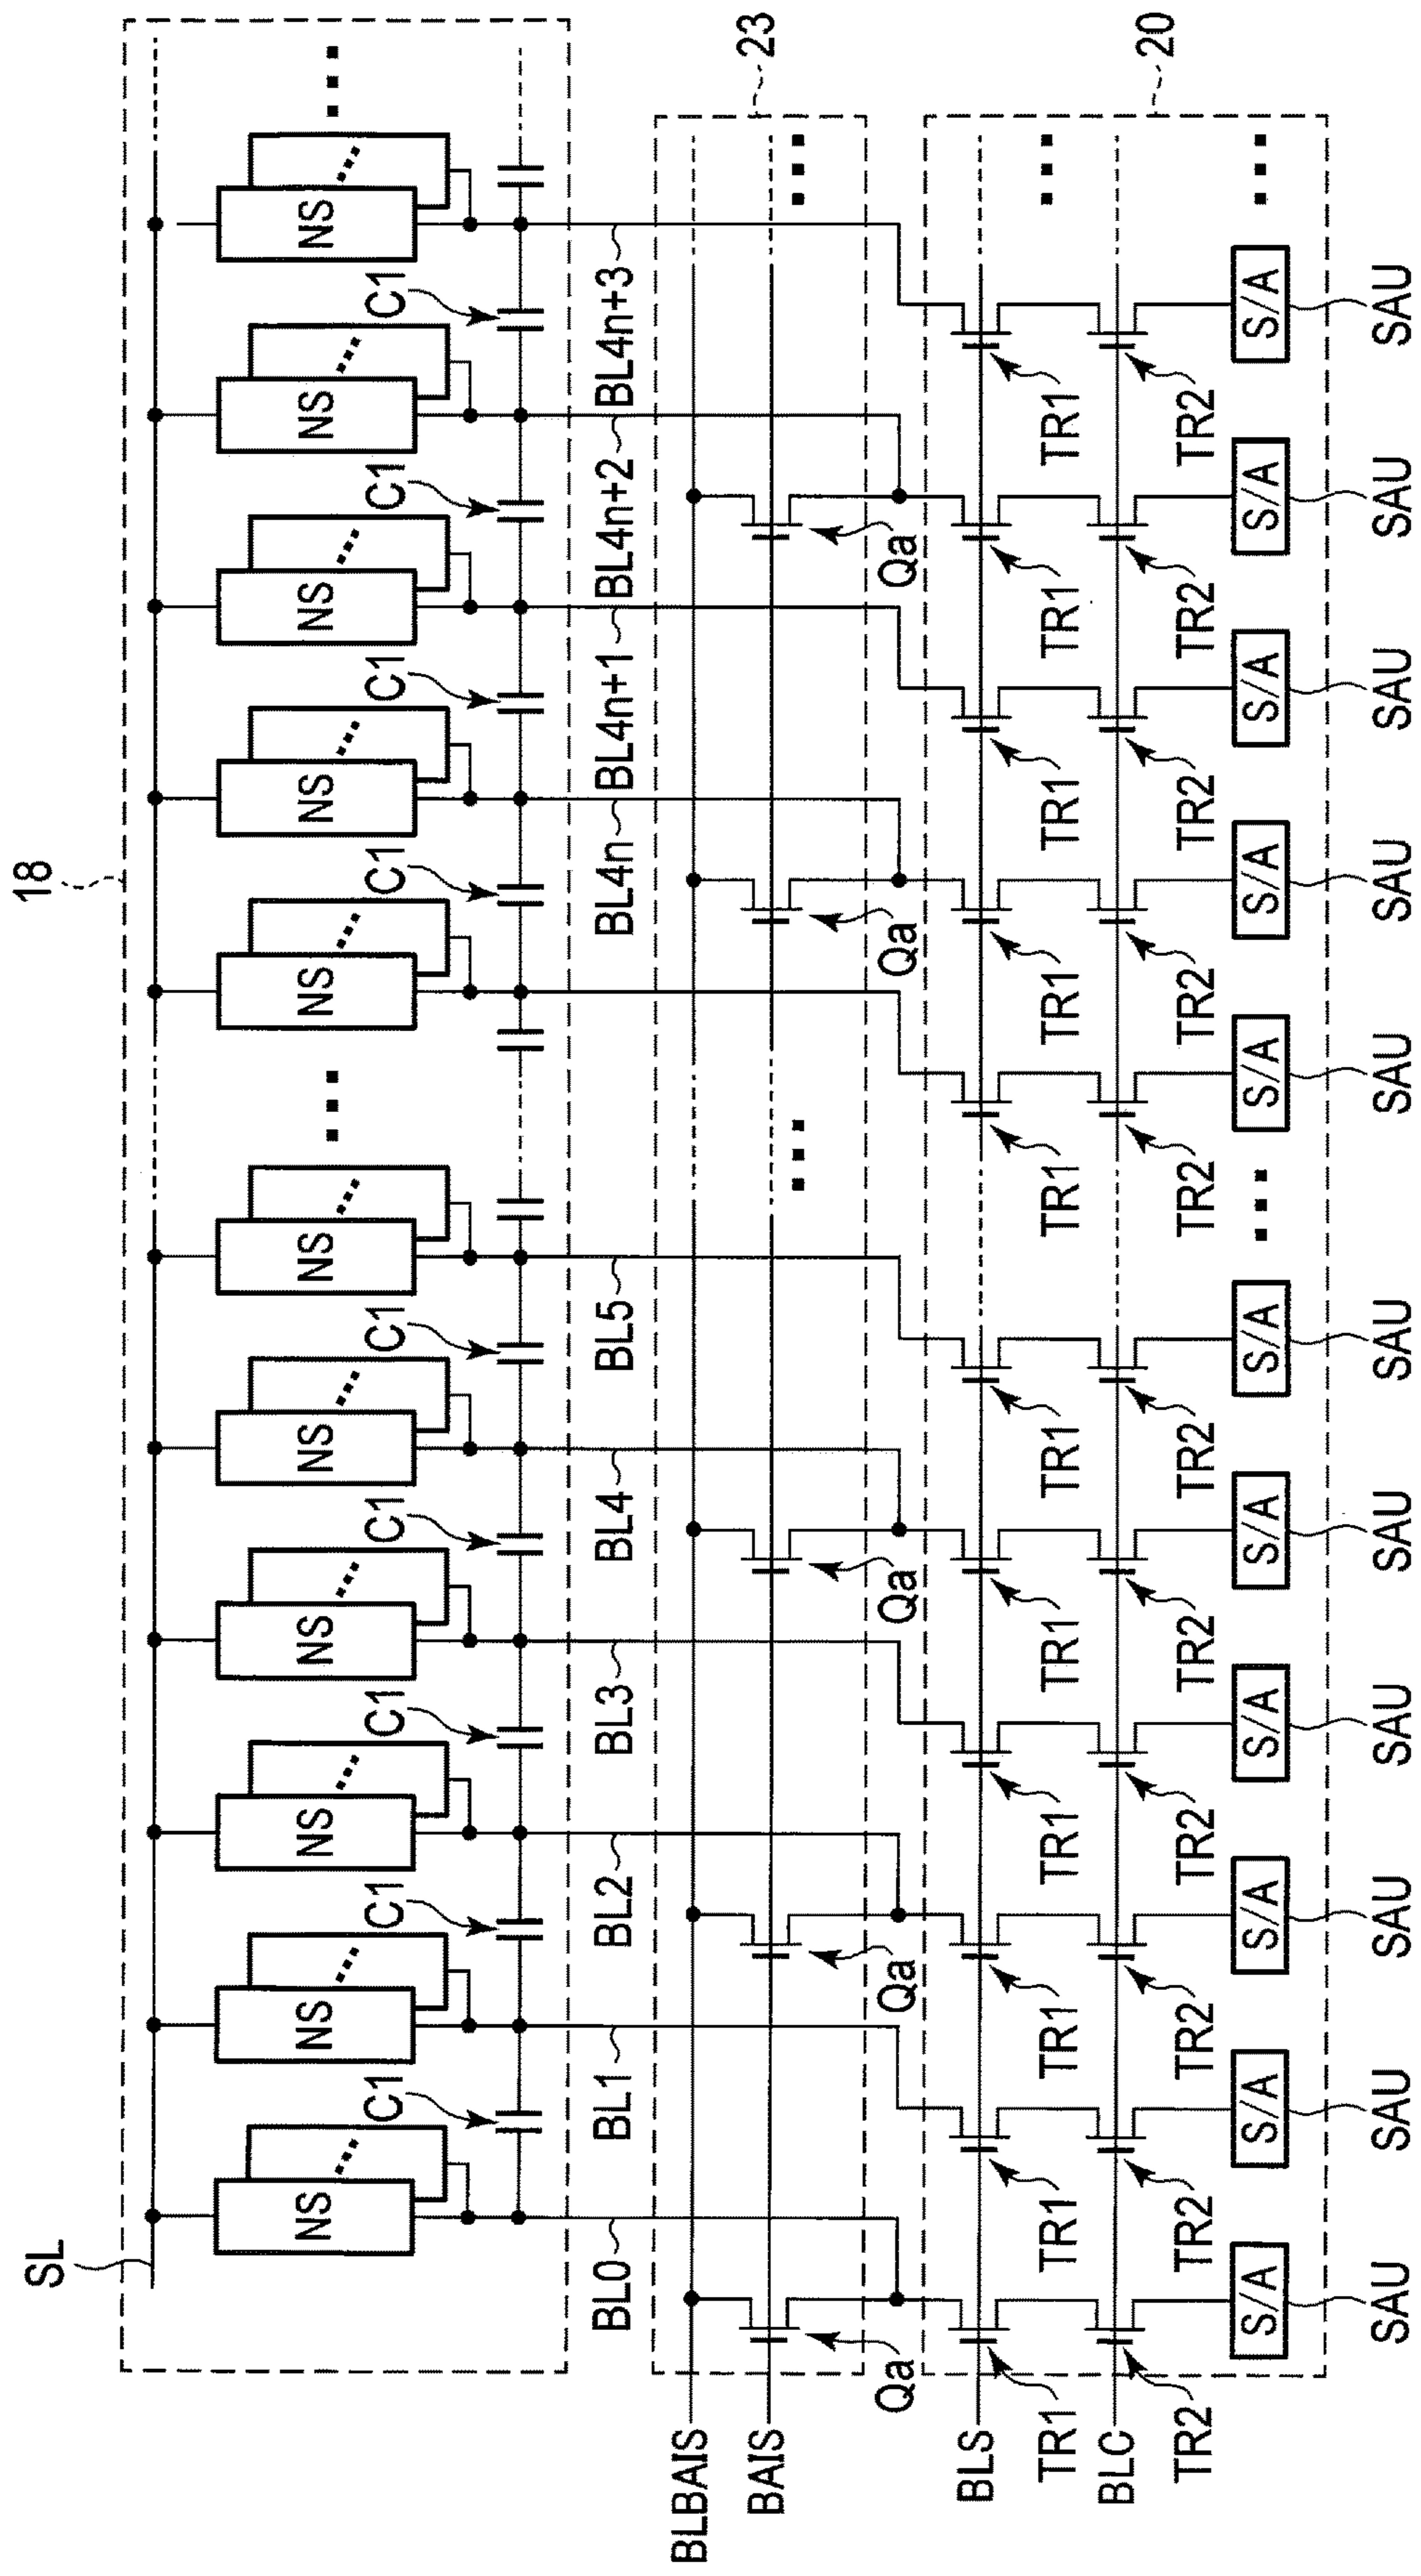 18
SL
NS NS NS NS NS NS NS NS NS NS NS
C1 C1 C1 C1 C1 C1 C1 C1 C1
BL0 BL1 BL2 BL3 BL4 BL5 BL4n BL4n+1 BL4n+2 BL4n+3
BLBAIS
23
BAIS
Qa Qa Qa Qa Qa
BLS
TR1 TR1 TR1 TR1 TR1 TR1 TR1 TR1 TR1 TR1 TR1
BLC
20
TR2 TR2 TR2 TR2 TR2 TR2 TR2 TR2 TR2 TR2 TR2
S/A S/A S/A S/A S/A S/A S/A S/A S/A S/A S/A
SAU SAU SAU SAU SAU SAU SAU SAU SAU SAU SAU